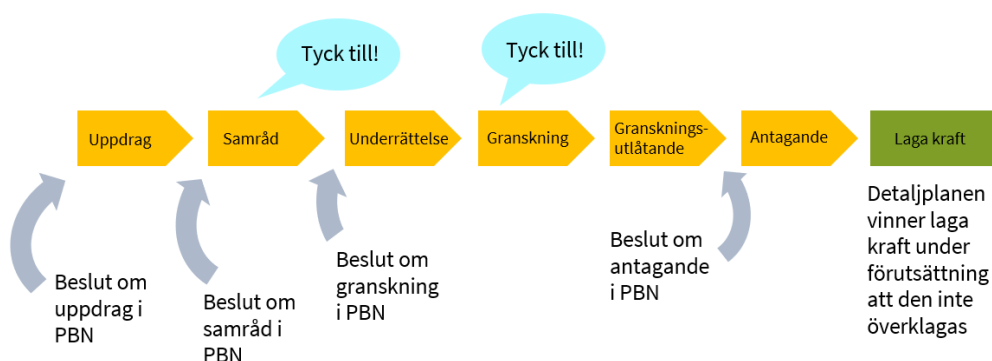 Tyck till!
Tyck till!
Uppdrag
Samråd
Underrättelse
Granskning
Gransknings-
utlåtande
Antagande
Laga kraft
Beslut om
uppdrag i
PBN
Beslut om
samråd i
PBN
Beslut om
granskning
i PBN
Beslut om
antagande
i PBN
Detaljplanen
vinner laga
kraft under
förutsättning
att den inte
överklagas